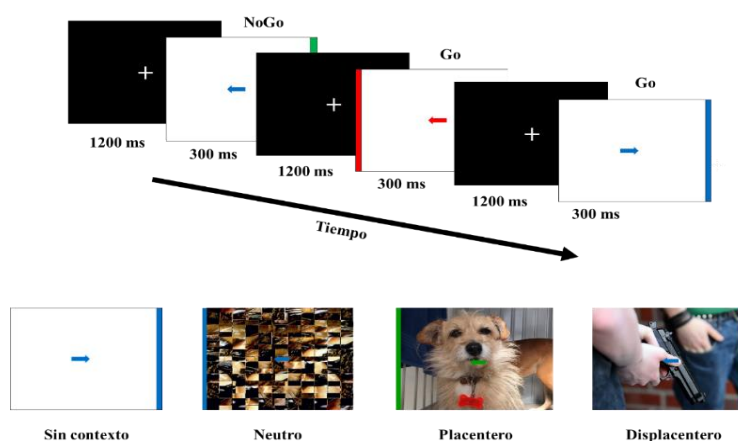 NoGo
Go
Go
1200 ms
300 ms
1200 ms
300 ms
1200 ms
300 ms
Tiempo
Sin contexto
Neutro
Placentero
Displacentero